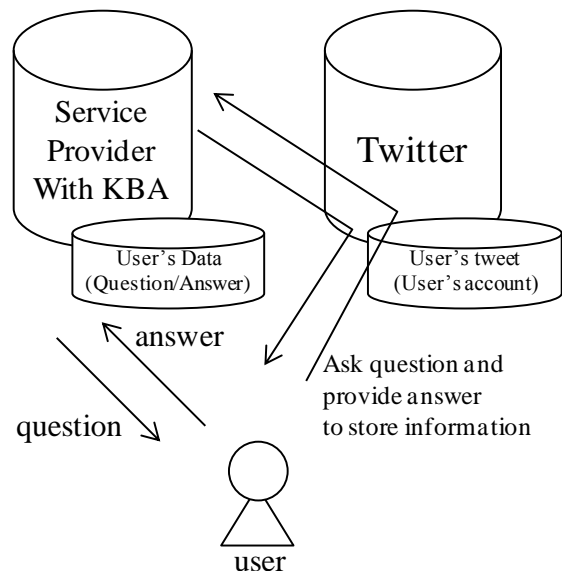 Service
Provider
With KBA
Twitter
User's Data
(Question/Answer)
User's tweet
(User's account)
answer
question
Ask question and
provide answer
to store information
user